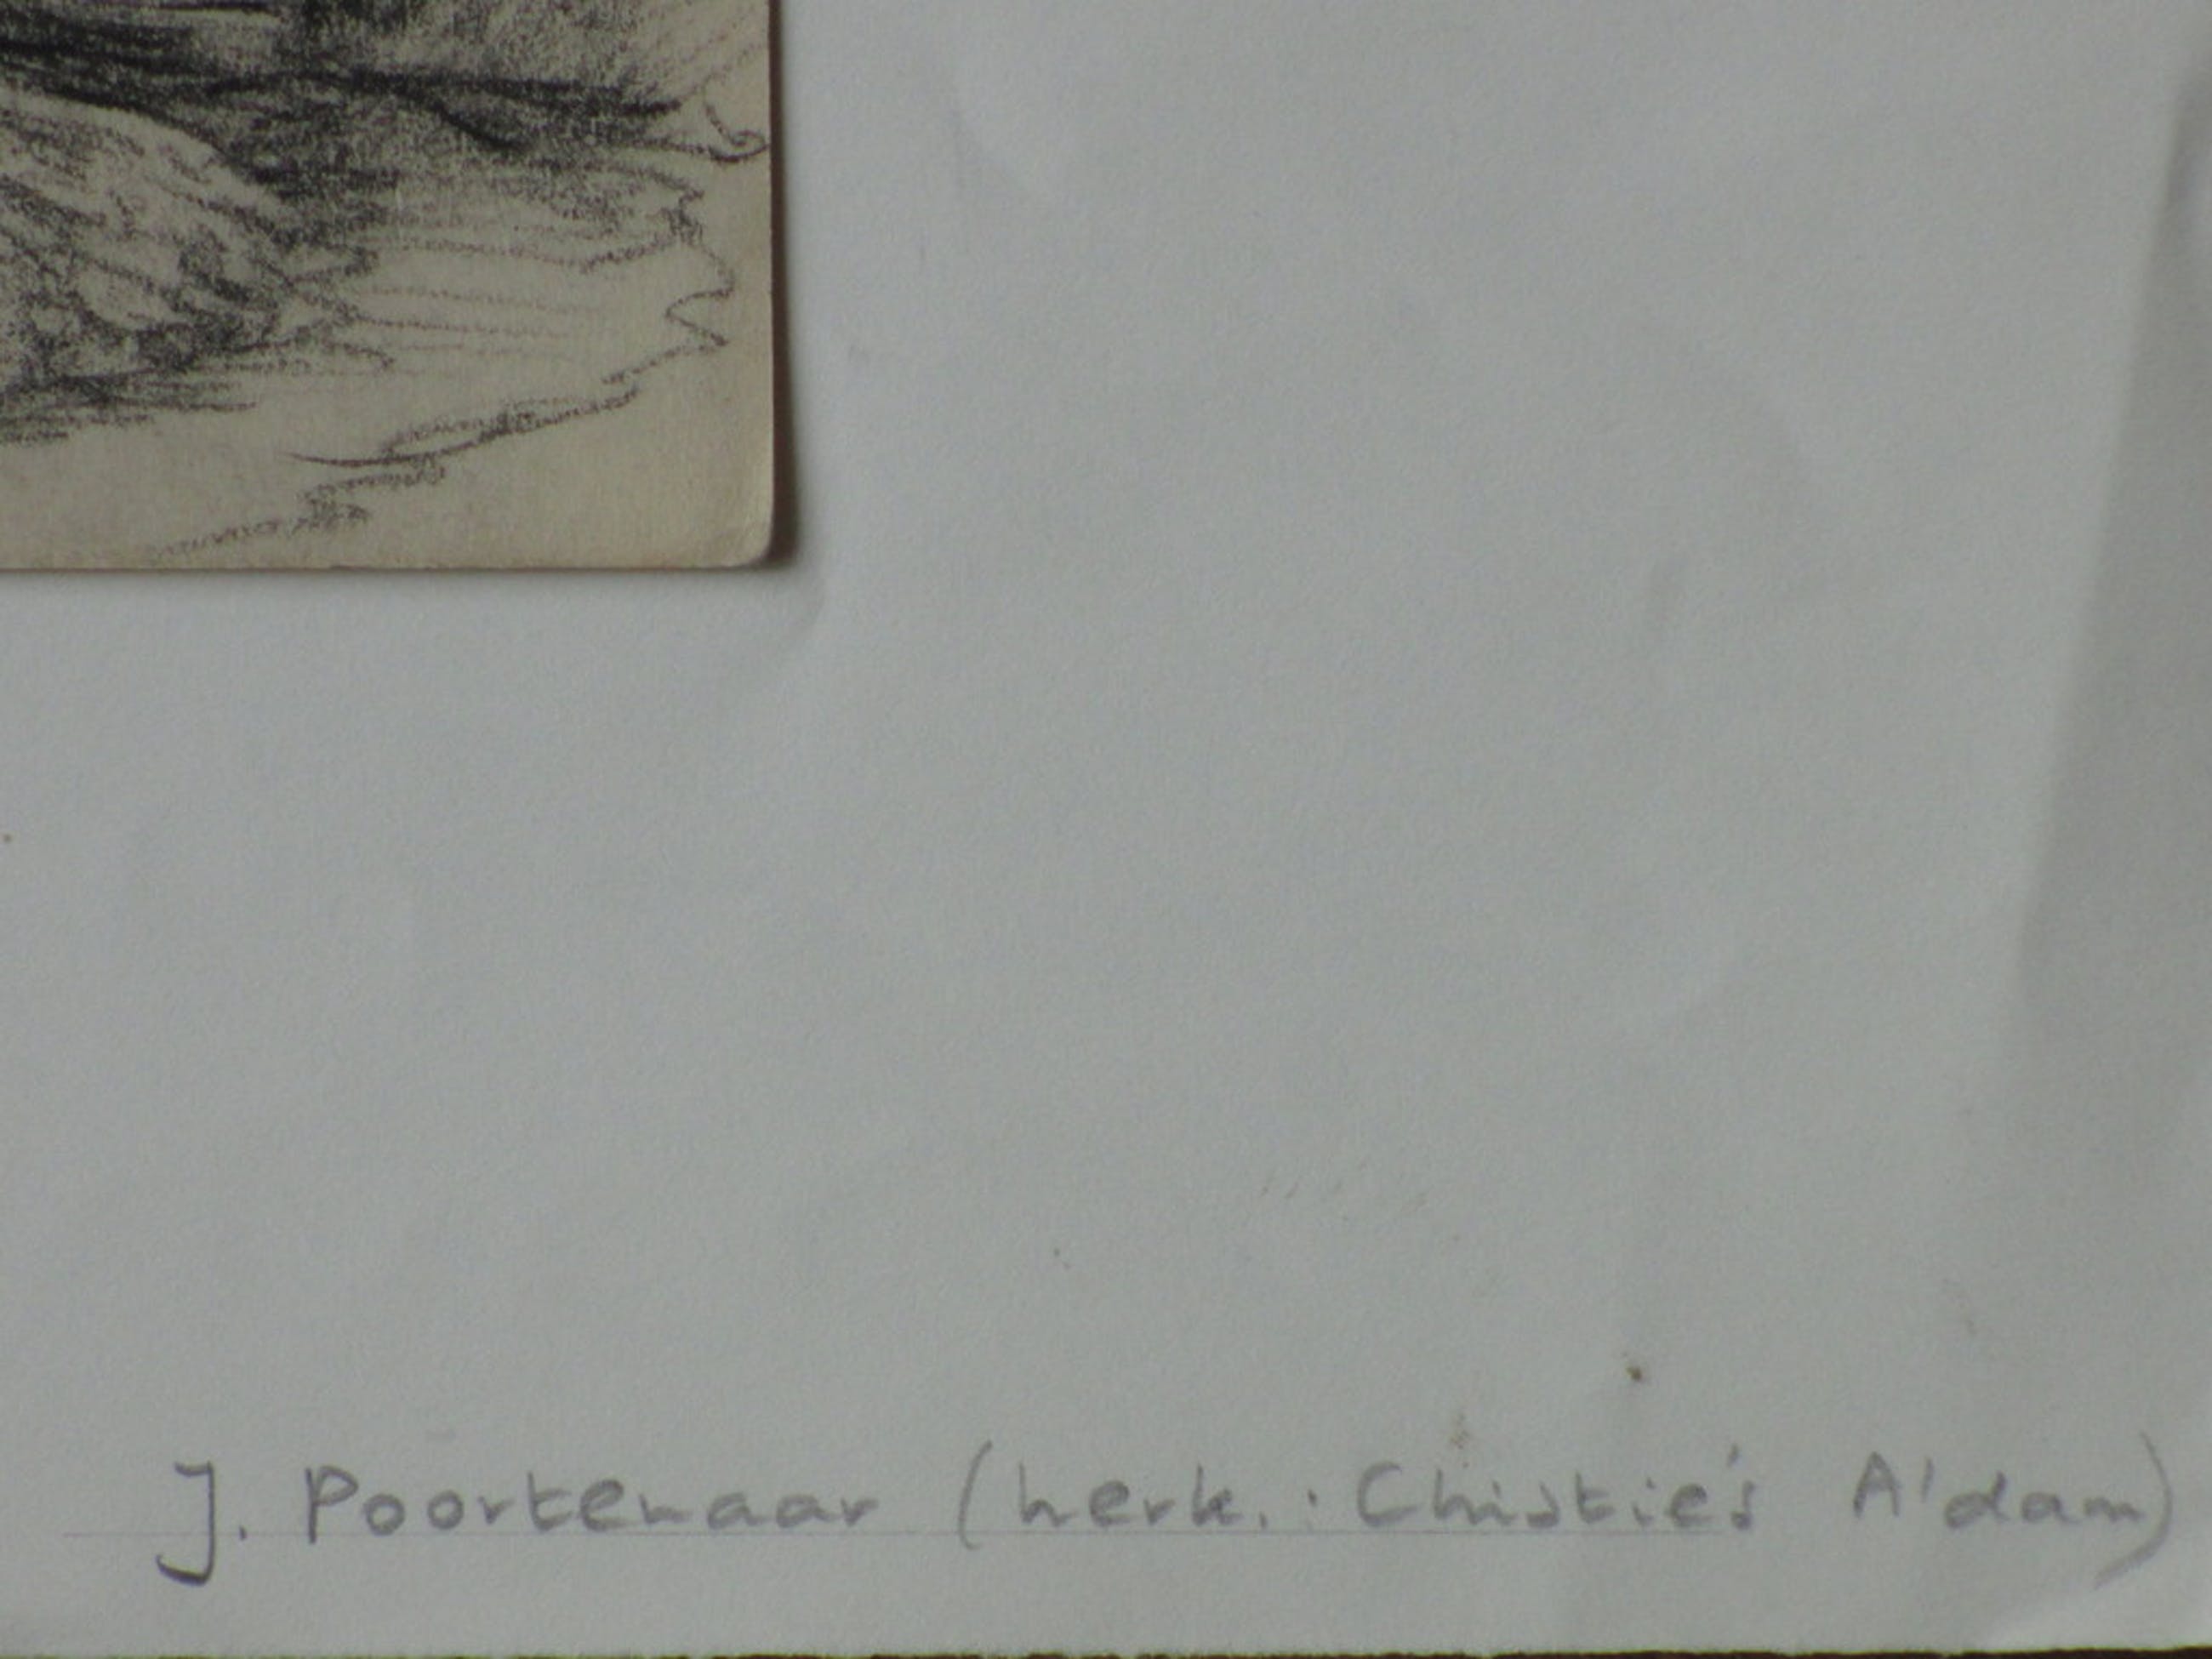 J. Poortenaar (herk.: Christie's A'dam)